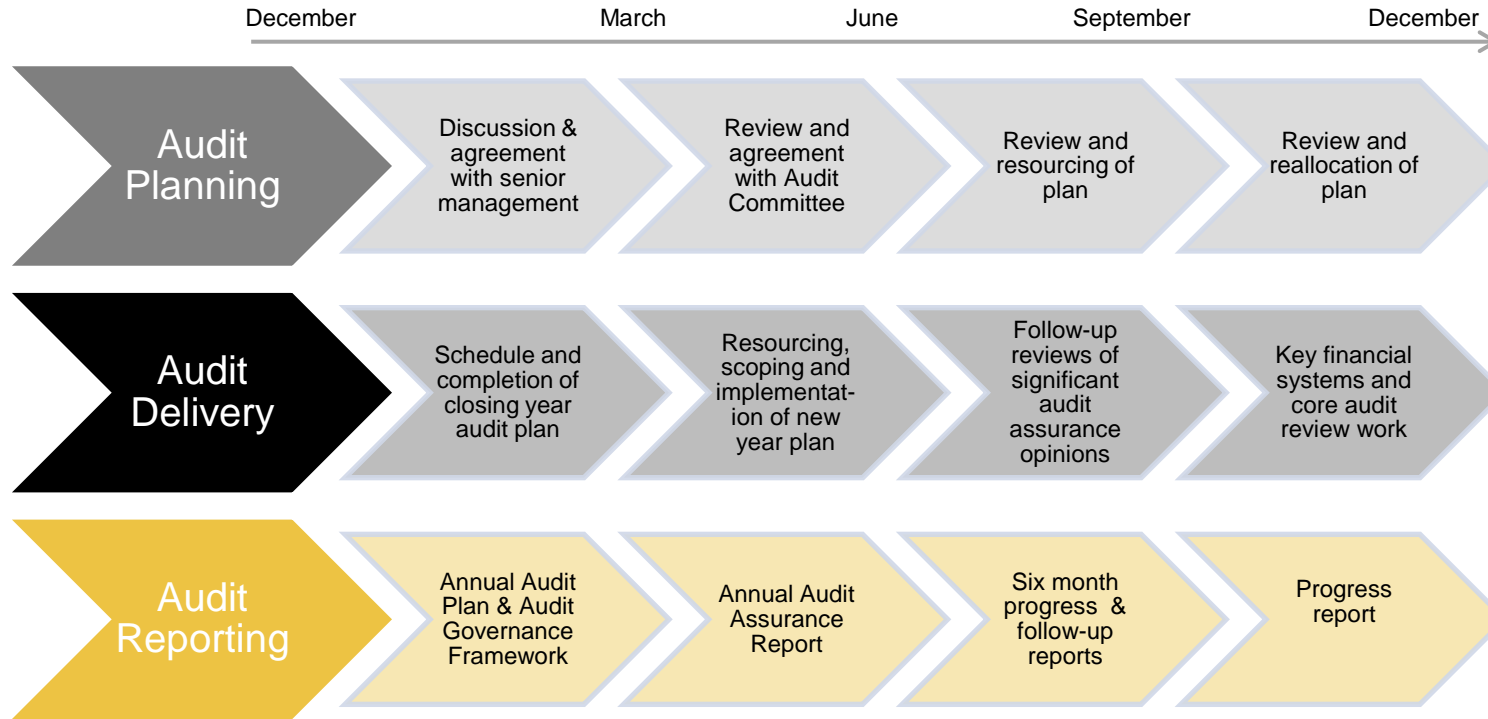 December March June September December
Audit
Planning
Discussion &
agreement
with senior
management
Review and
agreement
with Audit
Committee
Review and
resourcing of
plan
Review and
reallocation of
plan
Audit
Delivery
Schedule and
completion of
closing year
audit plan
Resourcing,
scoping and
implementat-
ion of new
year plan
Follow-up
reviews of
significant
audit
assurance
opinions
Key financial
systems and
core audit
review work
Audit
Reporting
Annual Audit
Plan & Audit
Governance
Framework
Annual Audit
Assurance
Report
Six month
progress &
follow-up
reports
Progress
report